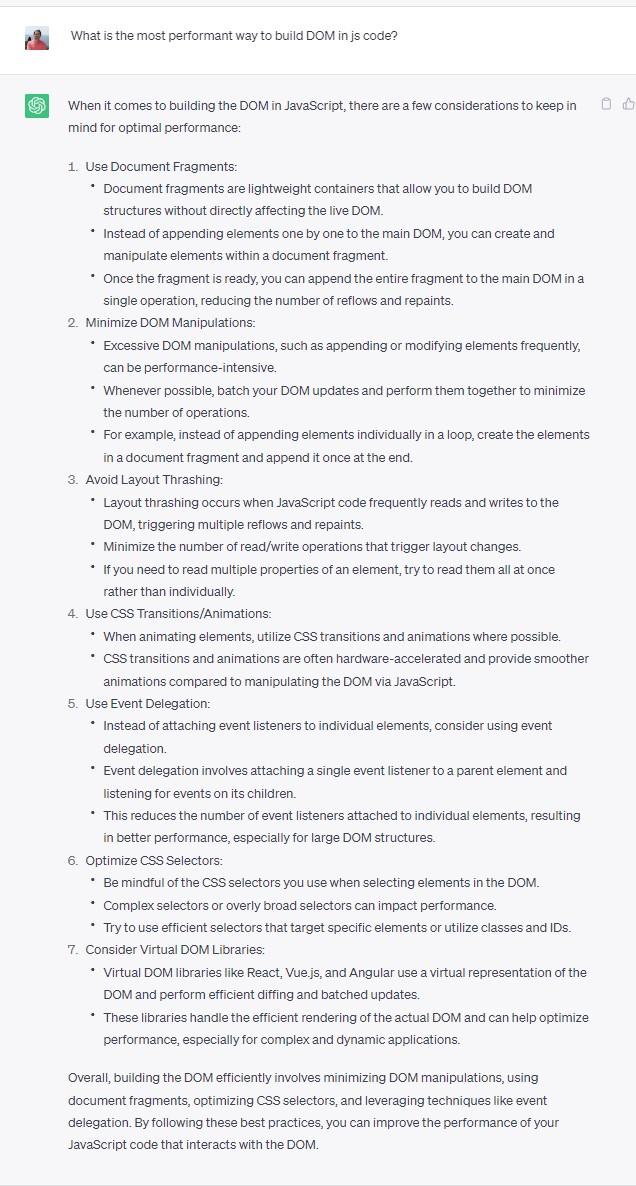 What is the most performant way to build DOM in js code?
When it comes to building the DOM in JavaScript, there are a few considerations to keep in
mind for optimal performance:
1. Use Document Fragments:
• Document fragments are lightweight containers that allow you to build DOM
structures without directly affecting the live DOM.
• Instead of appending elements one by one to the main DOM, you can create and
manipulate elements within a document fragment.
• Once the fragment is ready, you can append the entire fragment to the main DOM in a
single operation, reducing the number of reflows and repaints.
2. Minimize DOM Manipulations:
• Excessive DOM manipulations, such as appending or modifying elements frequently,
can be performance-intensive.
• Whenever possible, batch your DOM updates and perform them together to minimize
the number of operations.
• For example, instead of appending elements individually in a loop, create the elements
in a document fragment and append it once at the end.
3. Avoid Layout Thrashing:
• Layout thrashing occurs when JavaScript code frequently reads and writes to the
DOM, triggering multiple reflows and repaints.
• Minimize the number of read/write operations that trigger layout changes.
• If you need to read multiple properties of an element, try to read them all at once
rather than individually.
4. Use CSS Transitions/Animations:
• When animating elements, utilize CSS transitions and animations where possible.
• CSS transitions and animations are often hardware-accelerated and provide smoother
animations compared to manipulating the DOM via JavaScript.
5. Use Event Delegation:
• Instead of attaching event listeners to individual elements, consider using event
delegation.
• Event delegation involves attaching a single event listener to a parent element and
listening for events on its children.
• This reduces the number of event listeners attached to individual elements, resulting
in better performance, especially for large DOM structures.
6. Optimize CSS Selectors:
• Be mindful of the CSS selectors you use when selecting elements in the DOM.
• Complex selectors or overly broad selectors can impact performance.
• Try to use efficient selectors that target specific elements or utilize classes and IDs.
7. Consider Virtual DOM Libraries:
• Virtual DOM libraries like React, Vue.js, and Angular use a virtual representation of the
DOM and perform efficient diffing and batched updates.
• These libraries handle the efficient rendering of the actual DOM and can help optimize
performance, especially for complex and dynamic applications.
Overall, building the DOM efficiently involves minimizing DOM manipulations, using
document fragments, optimizing CSS selectors, and leveraging techniques like event
delegation. By following these best practices, you can improve the performance of your
JavaScript code that interacts with the DOM.